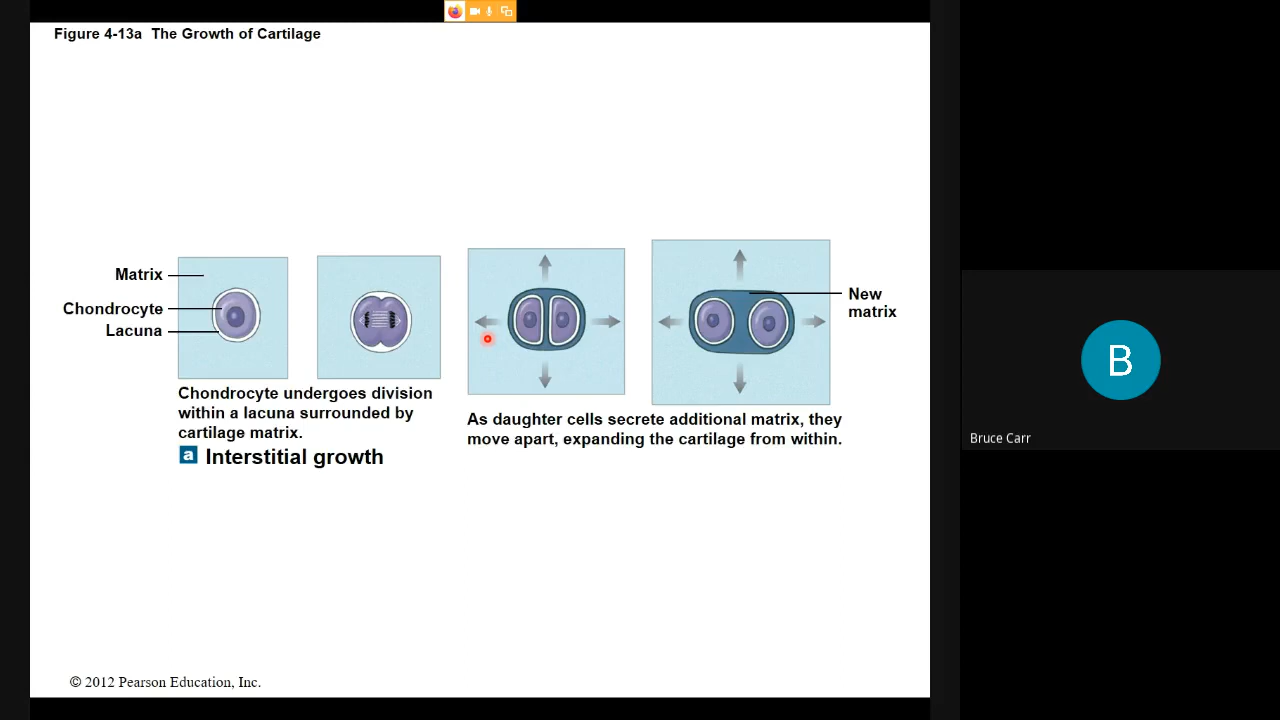 Figure 4-13a The Growth of Cartilage
Matrix
Chondrocyte
Lacuna
New
matrix
Chondrocyte undergoes division
within a lacuna surrounded by
cartilage matrix.
As daughter cells secrete additional matrix, they
move apart, expanding the cartilage from within.
a Interstitial growth
© 2012 Pearson Education, Inc.
B
Bruce Carr